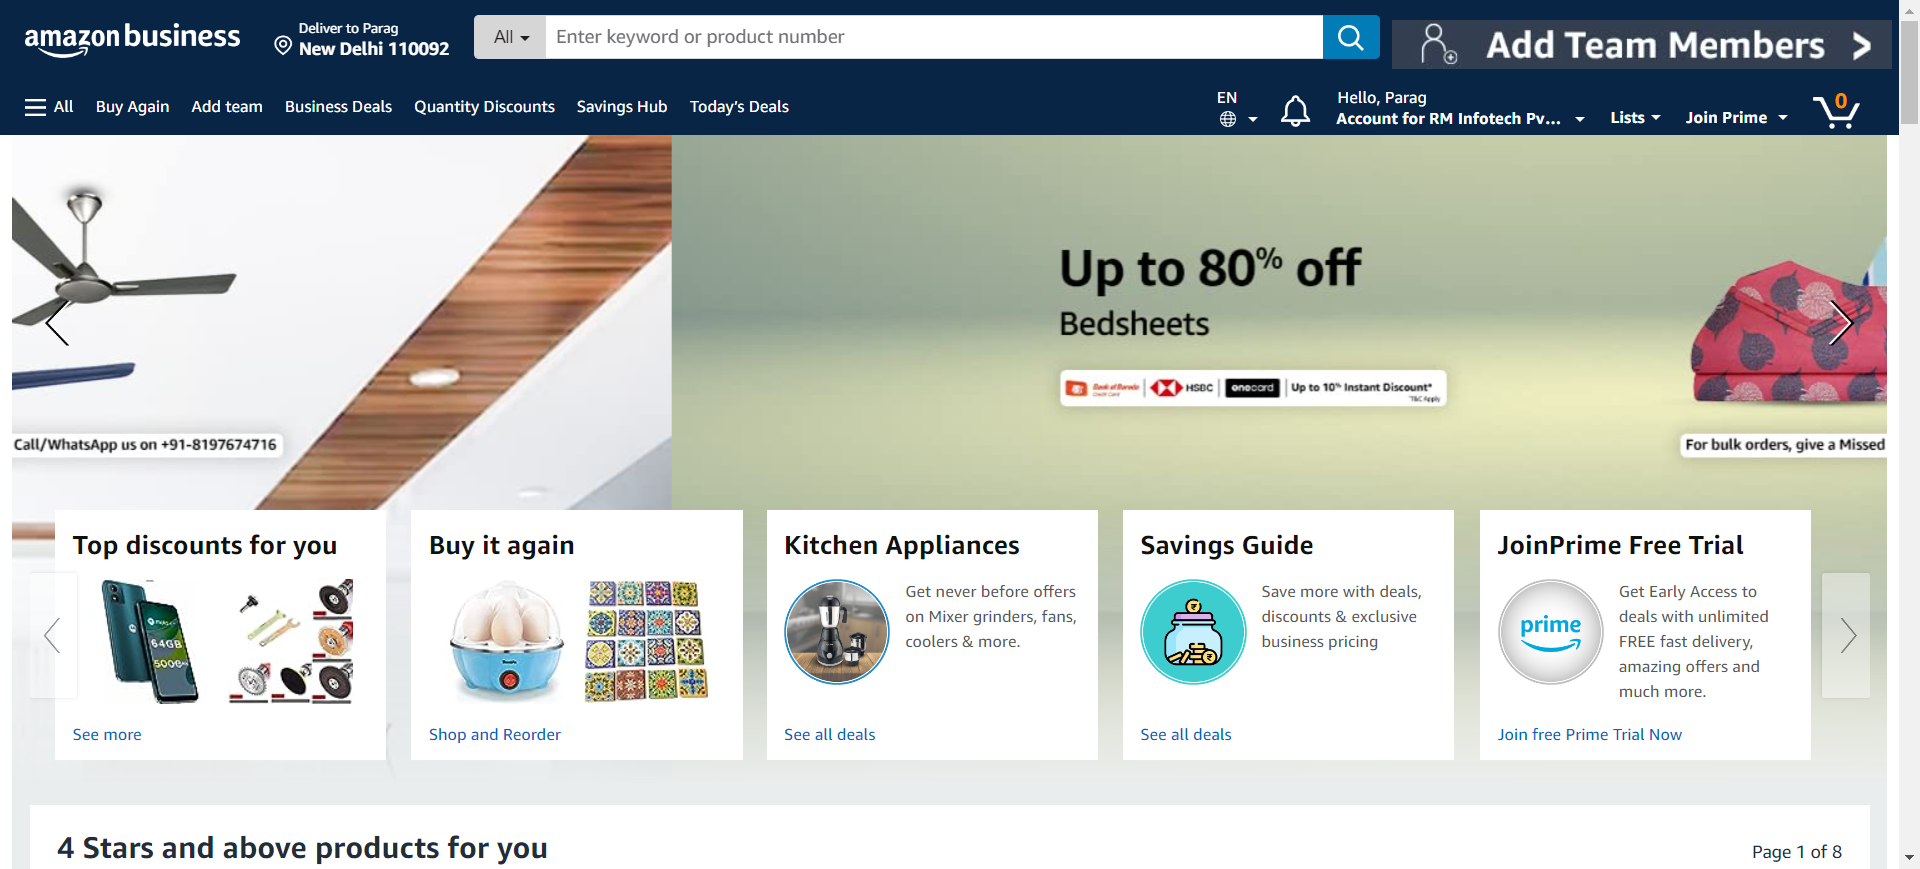 amazon business
Deliver to Parag
New Delhi 110092
All
Enter keyword or product number
Add Team Members
All
Buy Again
Add team
Business Deals
Quantity Discounts
Savings Hub
Today's Deals
EN
Hello, Parag
Account for RM Infotech Pv...
Lists
Join Prime
0
Up to 80% off
Bedsheets
Bank of Baroda
Credit Card
HSBC
onecard
Up to 10% Instant Discount*
*T&C Apply
Call/WhatsApp us on +91-8197674716
For bulk orders, give a Missed
Top discounts for you
64GB
5000
See more
Buy it again
Shop and Reorder
Kitchen Appliances
Get never before offers
on Mixer grinders, fans,
coolers & more.
See all deals
Savings Guide
Save more with deals,
discounts & exclusive
business pricing
See all deals
JoinPrime Free Trial
prime
Get Early Access to
deals with unlimited
FREE fast delivery,
amazing offers and
much more.
Join free Prime Trial Now
4 Stars and above products for you
Page 1 of 8